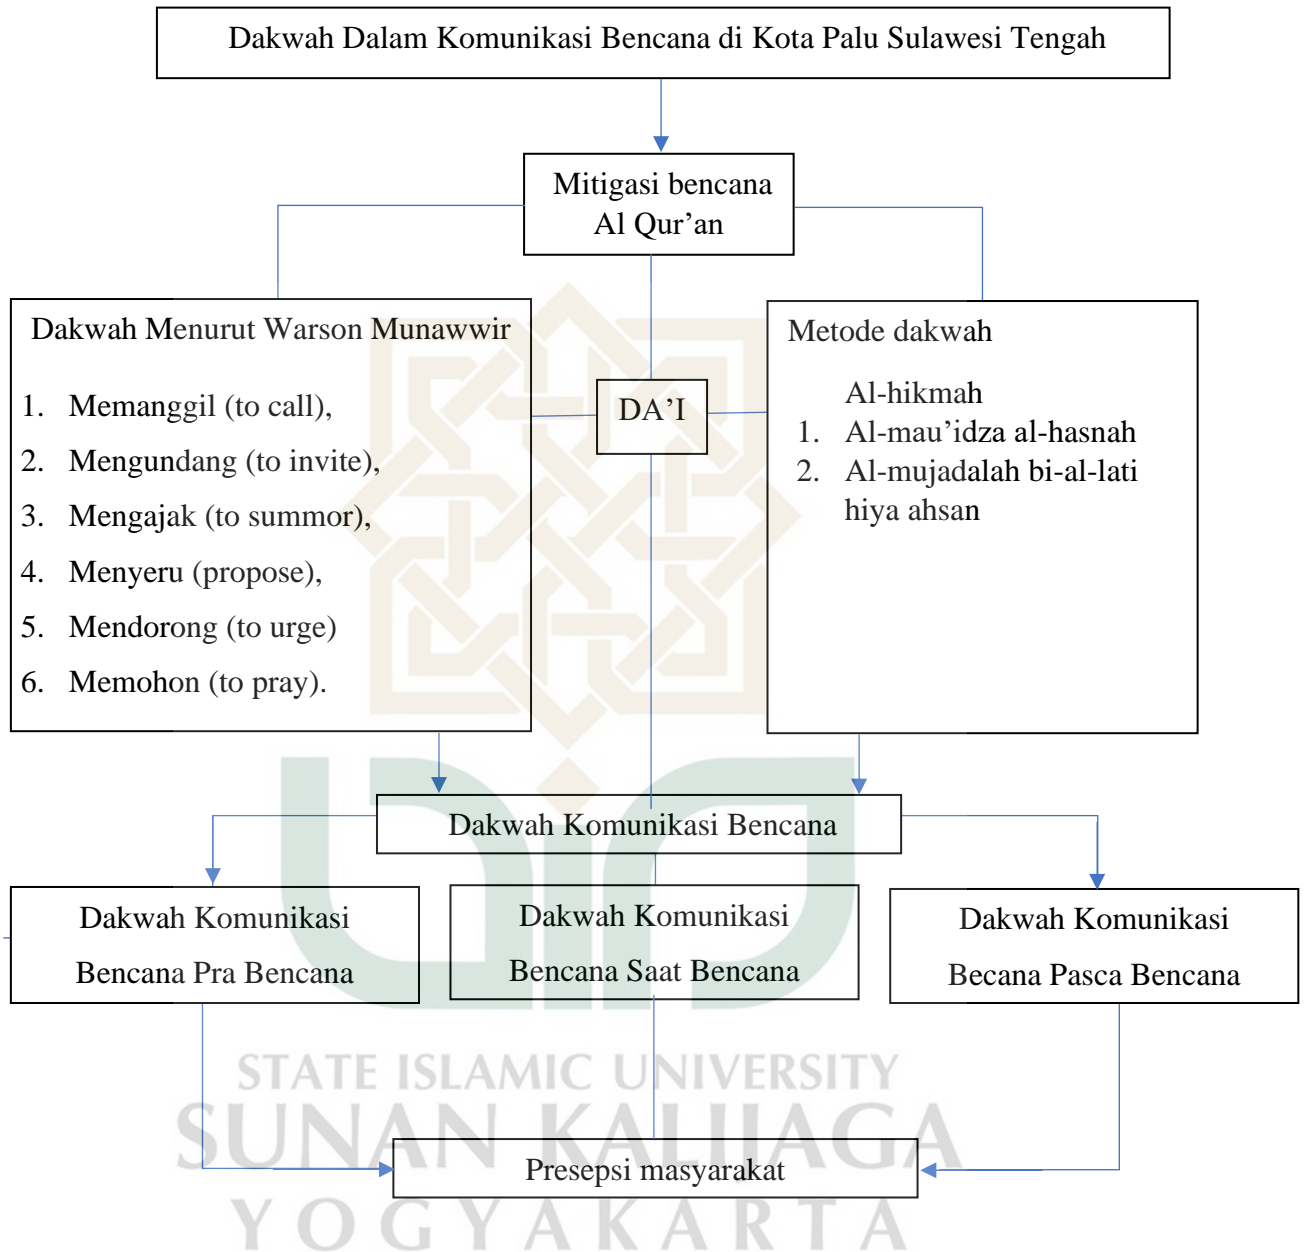 Dakwah Dalam Komunikasi Bencana di Kota Palu Sulawesi Tengah
Mitigasi bencana
Al Qur’an
Dakwah Menurut Warson Munawwir
1. Memanggil (to call),
2. Mengundang (to invite),
3. Mengajak (to summor),
4. Menyeru (propose),
5. Mendorong (to urge)
6. Memohon (to pray).
DA’I
Metode dakwah
Al-hikmah
1. Al-mau’idza al-hasnah
2. Al-mujadalah bi-al-lati
hiya ahsan
Dakwah Komunikasi Bencana
Dakwah Komunikasi
Bencana Pra Bencana
Dakwah Komunikasi
Bencana Saat Bencana
Dakwah Komunikasi
Becana Pasca Bencana
Presepsi masyarakat
STATE ISLAMIC UNIVERSITY
SUNAN KALIJAGA
YOGYAKARTA